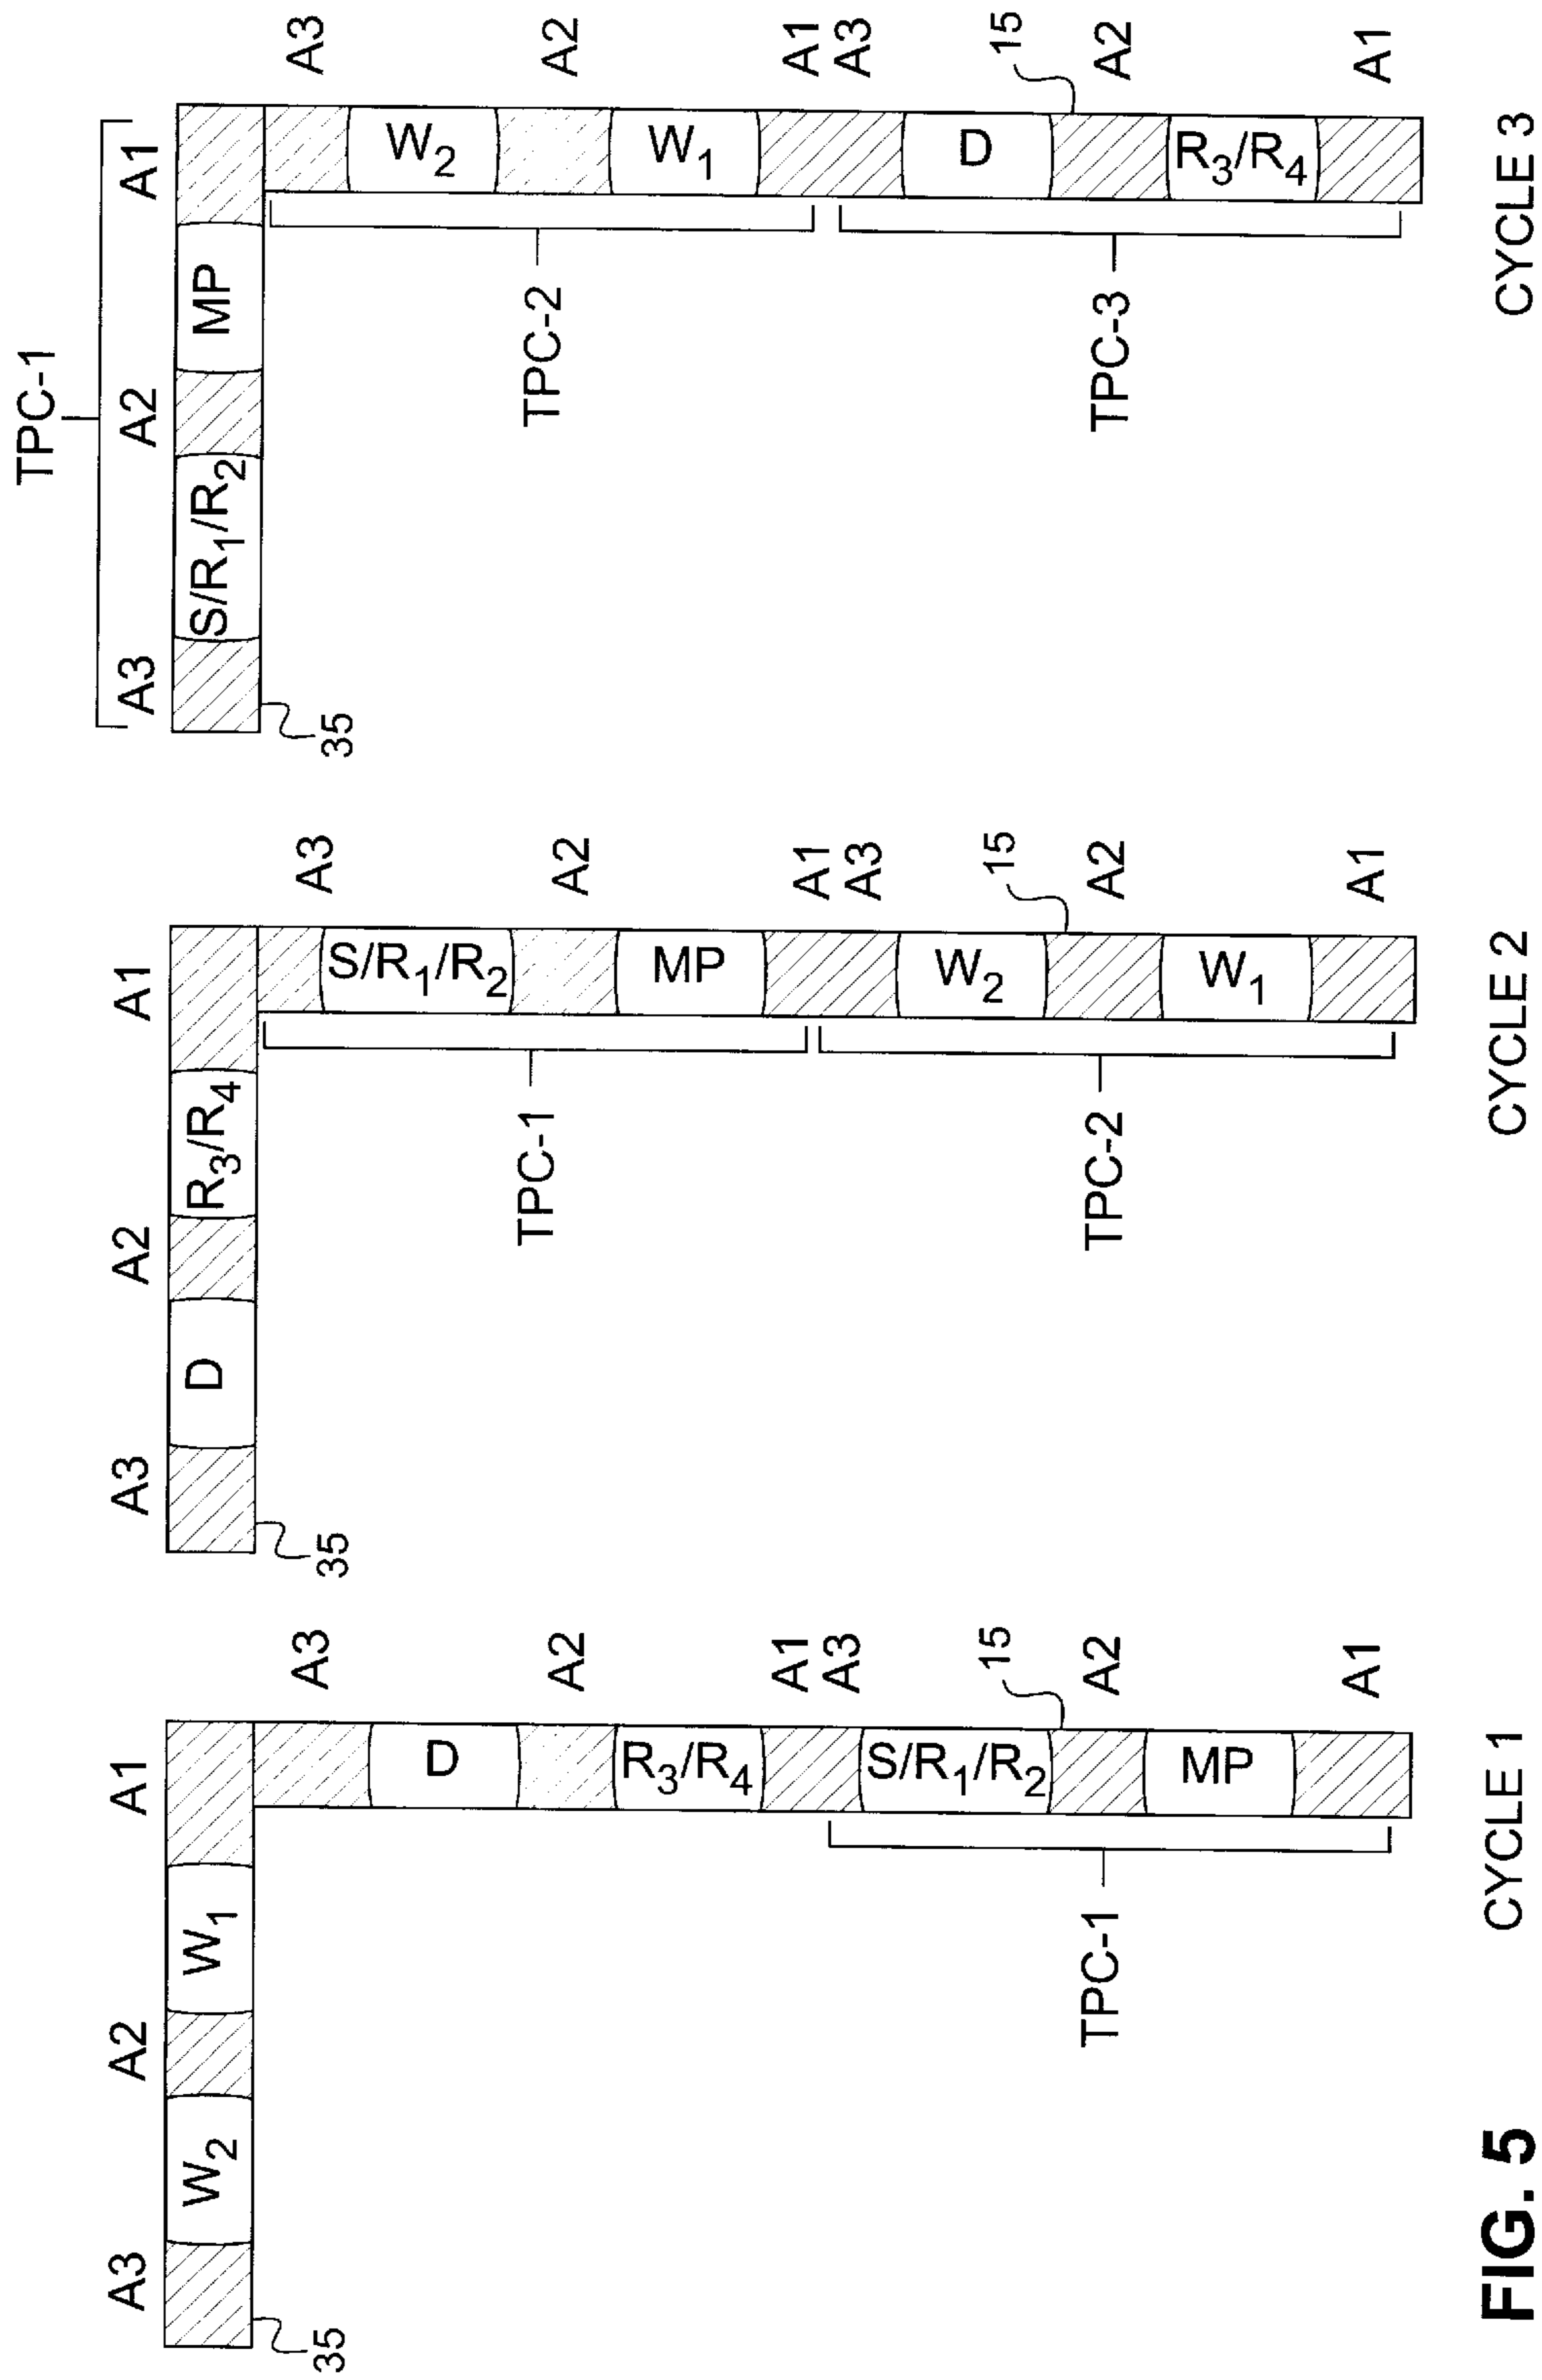 A3 A2 A1
W2 W1
35
A3
D
A2
R3/R4
A1
A3
S/R1/R2
15
A2
MP
A1
TPC-1
CYCLE 1
A3 A2 A1
D R3/R4
35
A3
S/R1/R2
A2
MP
A1
TPC-1
A3
W2
15
A2
W1
A1
TPC-2
CYCLE 2
TPC-1
A3 A2 A1
S/R1/R2 MP
35
A3
W2
A2
W1
A1
TPC-2
A3
D
15
A2
R3/R4
A1
TPC-3
CYCLE 3
FIG. 5